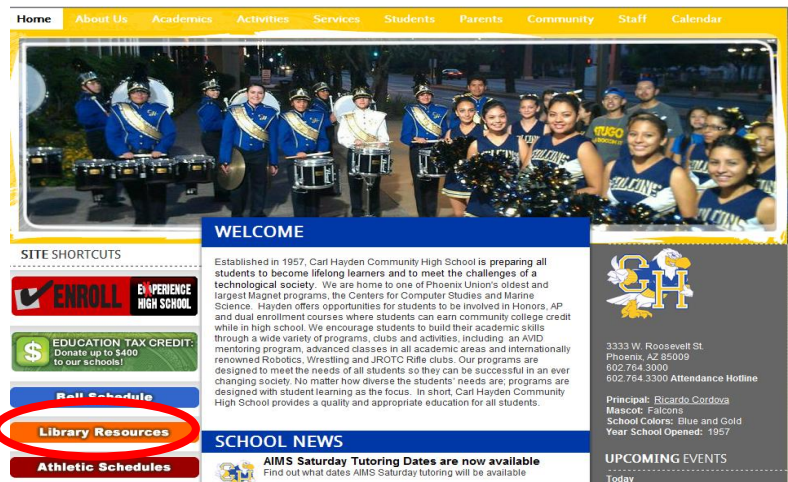 Home About Us Academics Activities Services Students Parents Community Staff Calendar
SITE SHORTCUTS
ENROLL EXPERIENCE
HIGH SCHOOL
EDUCATION TAX CREDIT:
Donate up to $400
to our schools!
Bell Schedule
Library Resources
Athletic Schedules
WELCOME
Established in 1957, Carl Hayden Community High School is preparing all
students to become lifelong learners and to meet the challenges of a
technological society. We are home to one of Phoenix Union's oldest and
largest Magnet programs, the Centers for Computer Studies and Marine
Science. Hayden offers opportunities for students to be involved in Honors, AP
and dual enrollment courses where students can earn community college credit
while in high school. We encourage students to build their academic skills
through a wide variety of programs, clubs and activities, including an AVID
mentoring program, advanced classes in all academic areas and internationally
renowned Robotics, Wrestling and JROTC Rifle clubs. Our programs are
designed to meet the needs of all students so they can be successful in an ever
changing society. No matter how diverse the students' needs are; programs are
designed with student learning as the focus. In short, Carl Hayden Community
High School provides a quality and appropriate education for all students.
SCHOOL NEWS
AIMS Saturday Tutoring Dates are now available
Find out what dates AIMS Saturday tutoring will be available
CH
3333 W. Roosevelt St.
Phoenix, AZ 85009
602.764.3000
602.764.3300 Attendance Hotline
Principal: Ricardo Cordova
Mascot: Falcons
School Colors: Blue and Gold
Year School Opened: 1957
UPCOMING EVENTS
Today